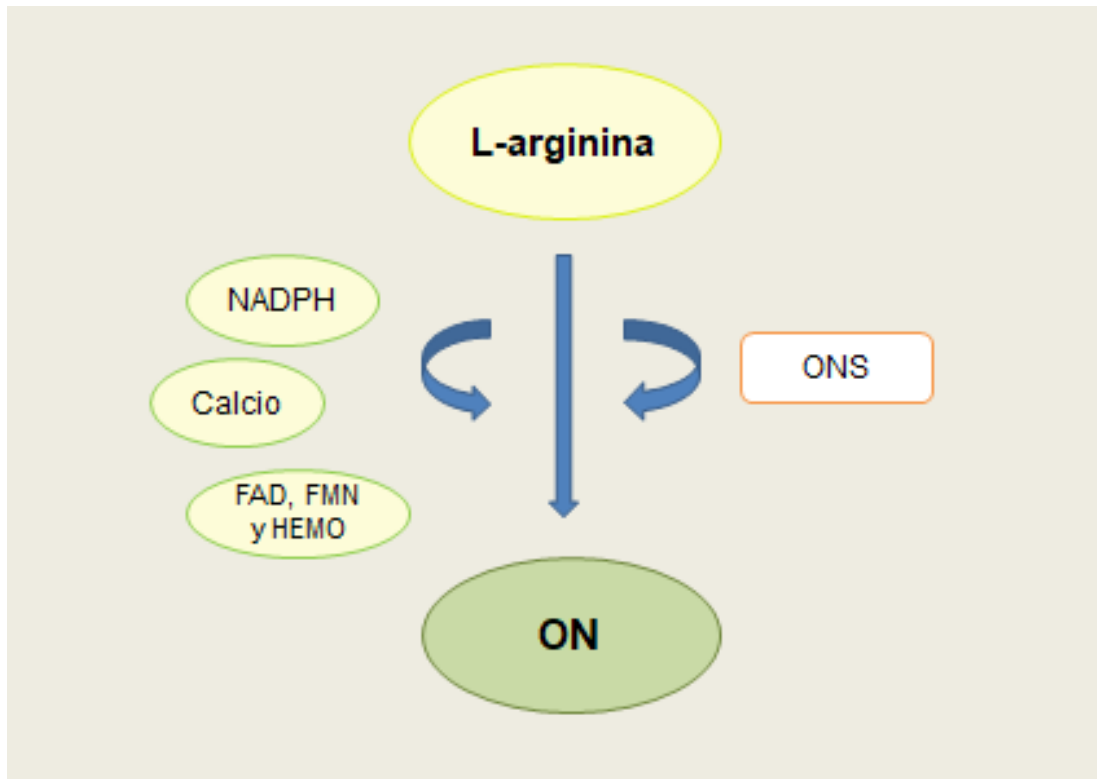 L-arginina
NADPH
Calcio
FAD, FMN
y HEMO
ONS
ON